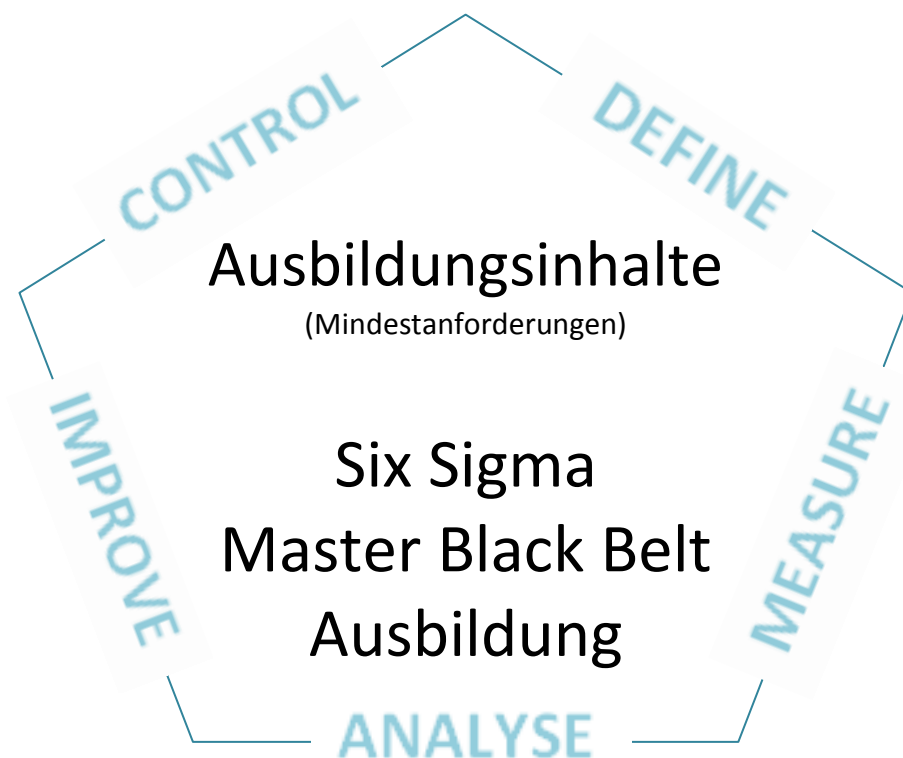 CONTROL
DEFINE
Ausbildungsinhalte
(Mindestanforderungen)
IMPROVE
MEASURE
Six Sigma
Master Black Belt
Ausbildung
ANALYSE